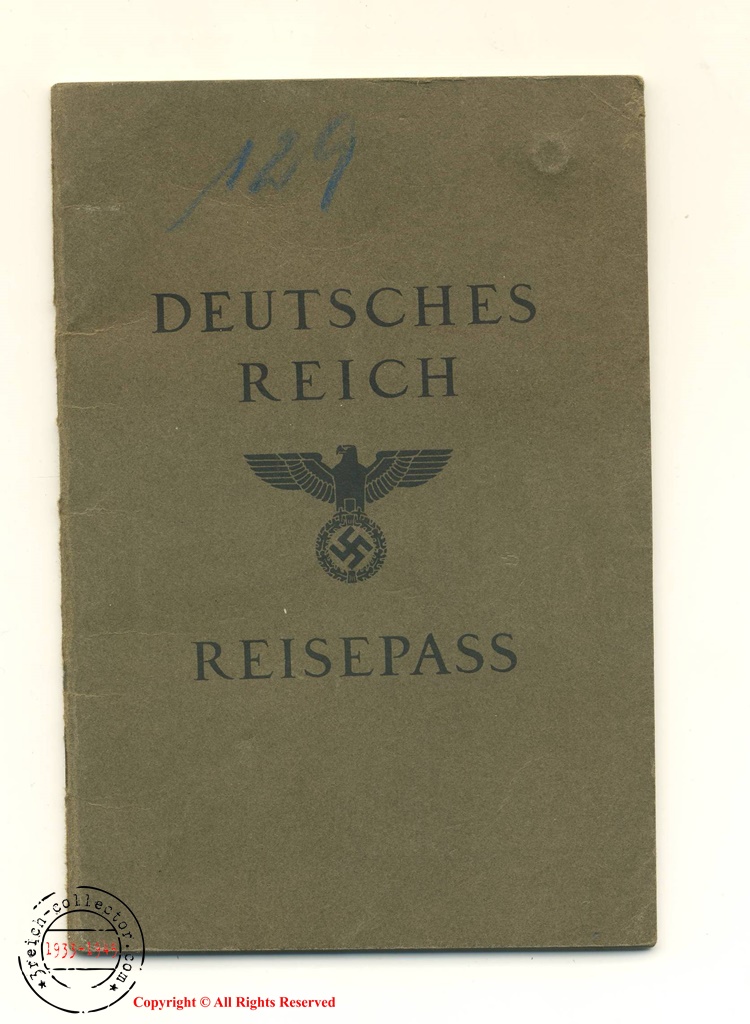 129
DEUTSCHES
REICH
REISEPASS
3reich-collector.com
1933-1945
Copyright © All Rights Reserved